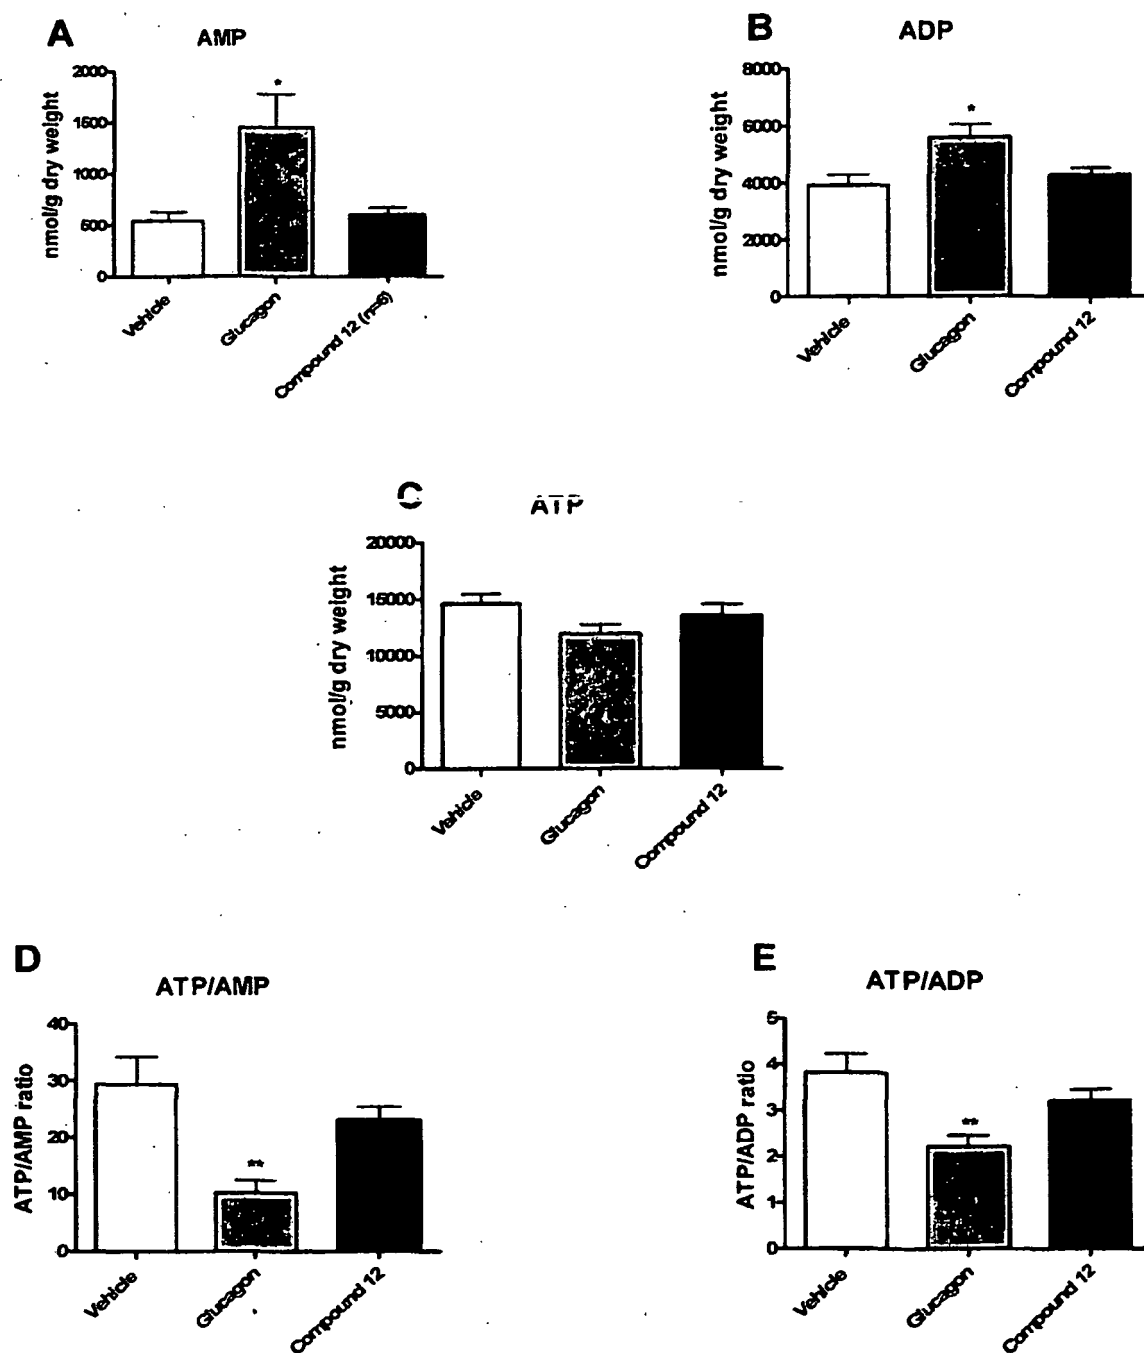 A
AMP
nmol/g dry weight
2000
1500
1000
500
0
*
Vehicle
Glucagon
Compound 12 (n=6)
B
ADP
nmol/g dry weight
8000
6000
4000
2000
0
*
Vehicle
Glucagon
Compound 12
C
ATP
nmol/g dry weight
20000
15000
10000
5000
0
Vehicle
Glucagon
Compound 12
D
ATP/AMP
ATP/AMP ratio
40
30
20
10
0
**
Vehicle
Glucagon
Compound 12
E
ATP/ADP
ATP/ADP ratio
5
4
3
2
1
0
**
Vehicle
Glucagon
Compound 12